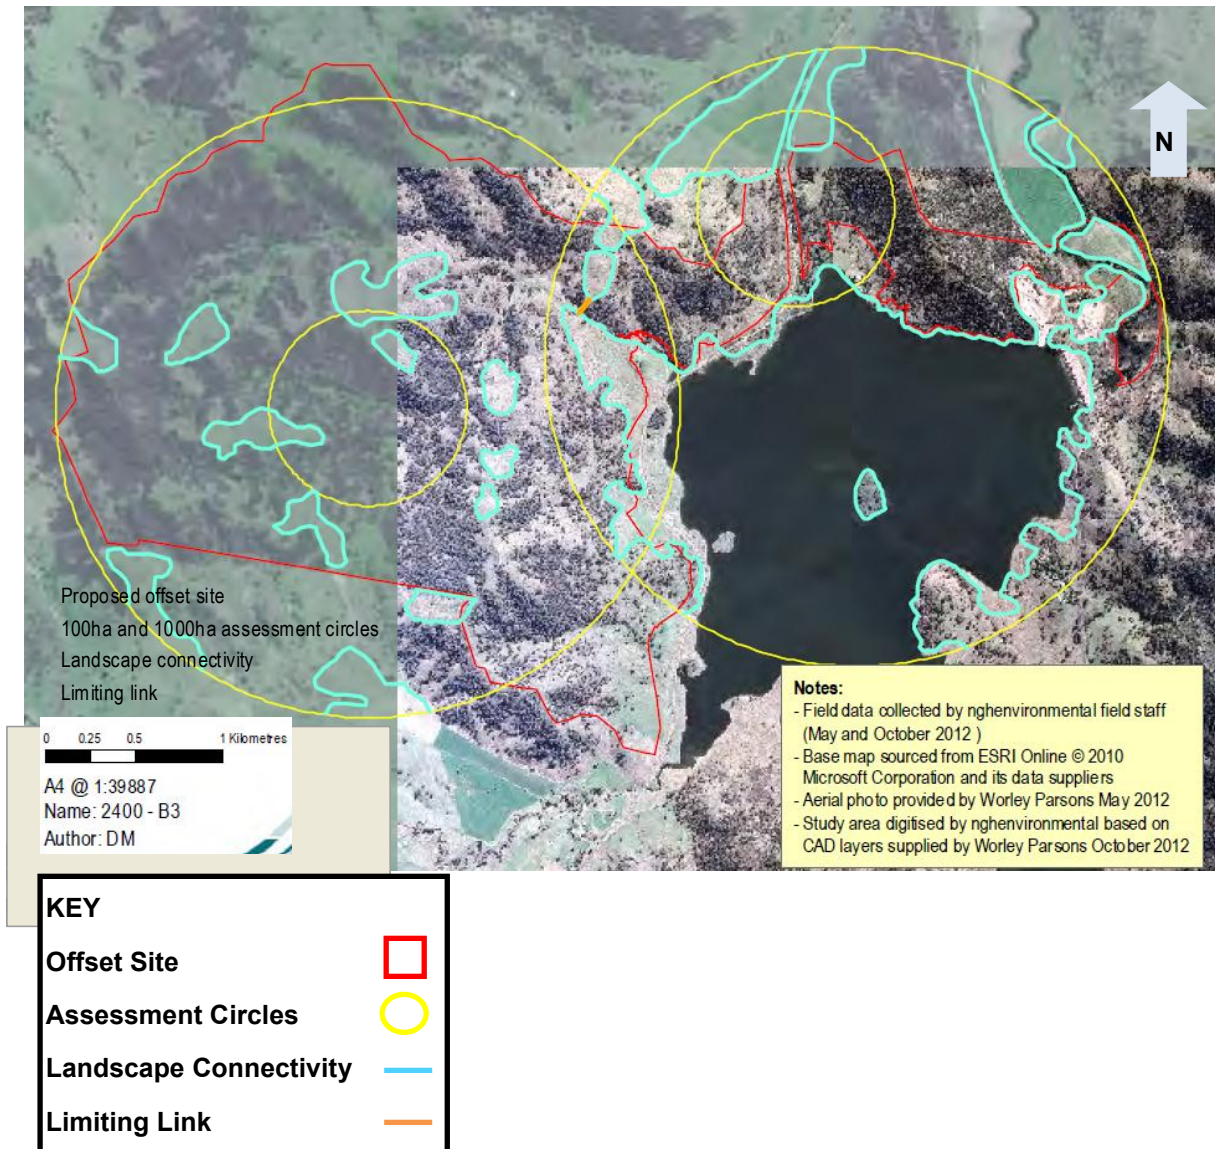 N
Proposed offset site
100ha and 1000ha assessment circles
Landscape connectivity
Limiting link
0 0.25 0.5 1 Kilometres
A4 @ 1:39887
Name: 2400 - B3
Author: DM
Notes:
- Field data collected by nghenvironmental field staff
(May and October 2012 )
- Base map sourced from ESRI Online © 2010
Microsoft Corporation and its data suppliers
- Aerial photo provided by Worley Parsons May 2012
- Study area digitised by nghenvironmental based on
CAD layers supplied by Worley Parsons October 2012
KEY
Offset Site
Assessment Circles
Landscape Connectivity
Limiting Link